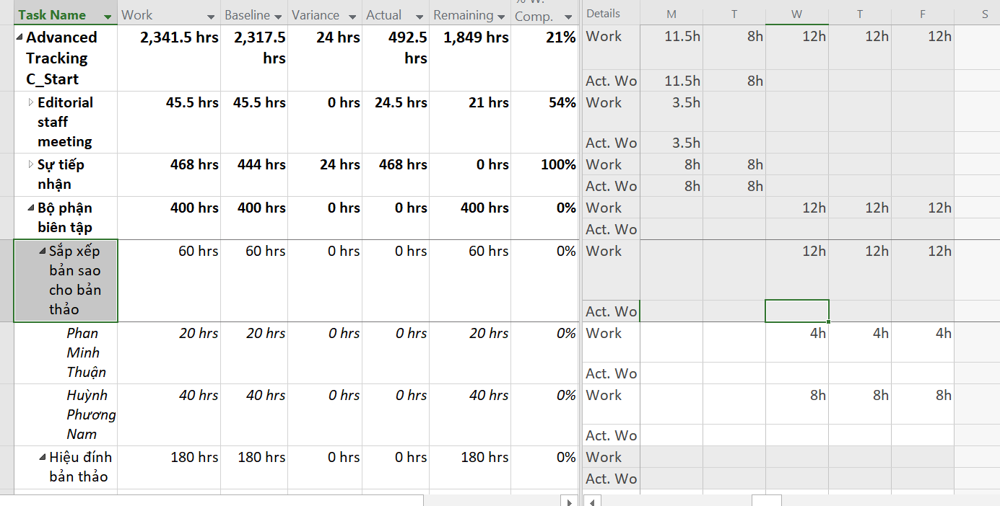 % W.
Task Name Work Baseline Variance Actual Remaining Comp. Details M T W T F S
Advanced 2,341.5 hrs 2,317.5 24 hrs 492.5 1,849 hrs 21% Work 11.5h 8h 12h 12h 12h
Tracking hrs hrs
C_Start Act. Wo 11.5h 8h
Editorial 45.5 hrs 45.5 hrs 0 hrs 24.5 hrs 21 hrs 54% Work 3.5h
staff
meeting Act. Wo 3.5h
Sự tiếp 468 hrs 444 hrs 24 hrs 468 hrs 0 hrs 100% Work 8h 8h
nhận Act. Wo 8h 8h
Bộ phận 400 hrs 400 hrs 0 hrs 0 hrs 400 hrs 0% Work 12h 12h 12h
biên tập Act. Wo
Sắp xếp 60 hrs 60 hrs 0 hrs 0 hrs 60 hrs 0% Work 12h 12h 12h
bản sao
cho bản
thảo Act. Wo
Phan 20 hrs 20 hrs 0 hrs 0 hrs 20 hrs 0% Work 4h 4h 4h
Minh
Thuận Act. Wo
Huỳnh 40 hrs 40 hrs 0 hrs 0 hrs 40 hrs 0% Work 8h 8h 8h
Phương
Nam Act. Wo
Hiệu đính 180 hrs 180 hrs 0 hrs 0 hrs 180 hrs 0% Work
bản thảo Act. Wo